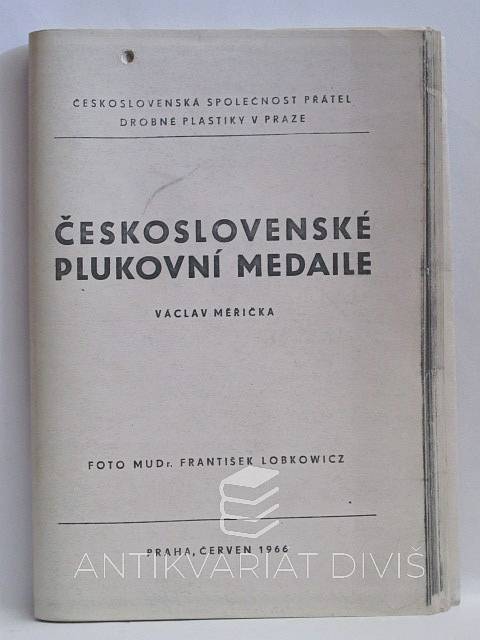 ČESKOSLOVENSKÁ SPOLEČNOST PŘÁTEL
DROBNÉ PLASTIKY V PRAZE
ČESKOSLOVENSKÉ
PLUKOVNÍ MEDAILE
VÁCLAV MĚŘIČKA
FOTO MUDr. FRANTIŠEK LOBKOWICZ
PRAHA, ČERVEN 1966
ANTIKVARIAT DIVIŠ